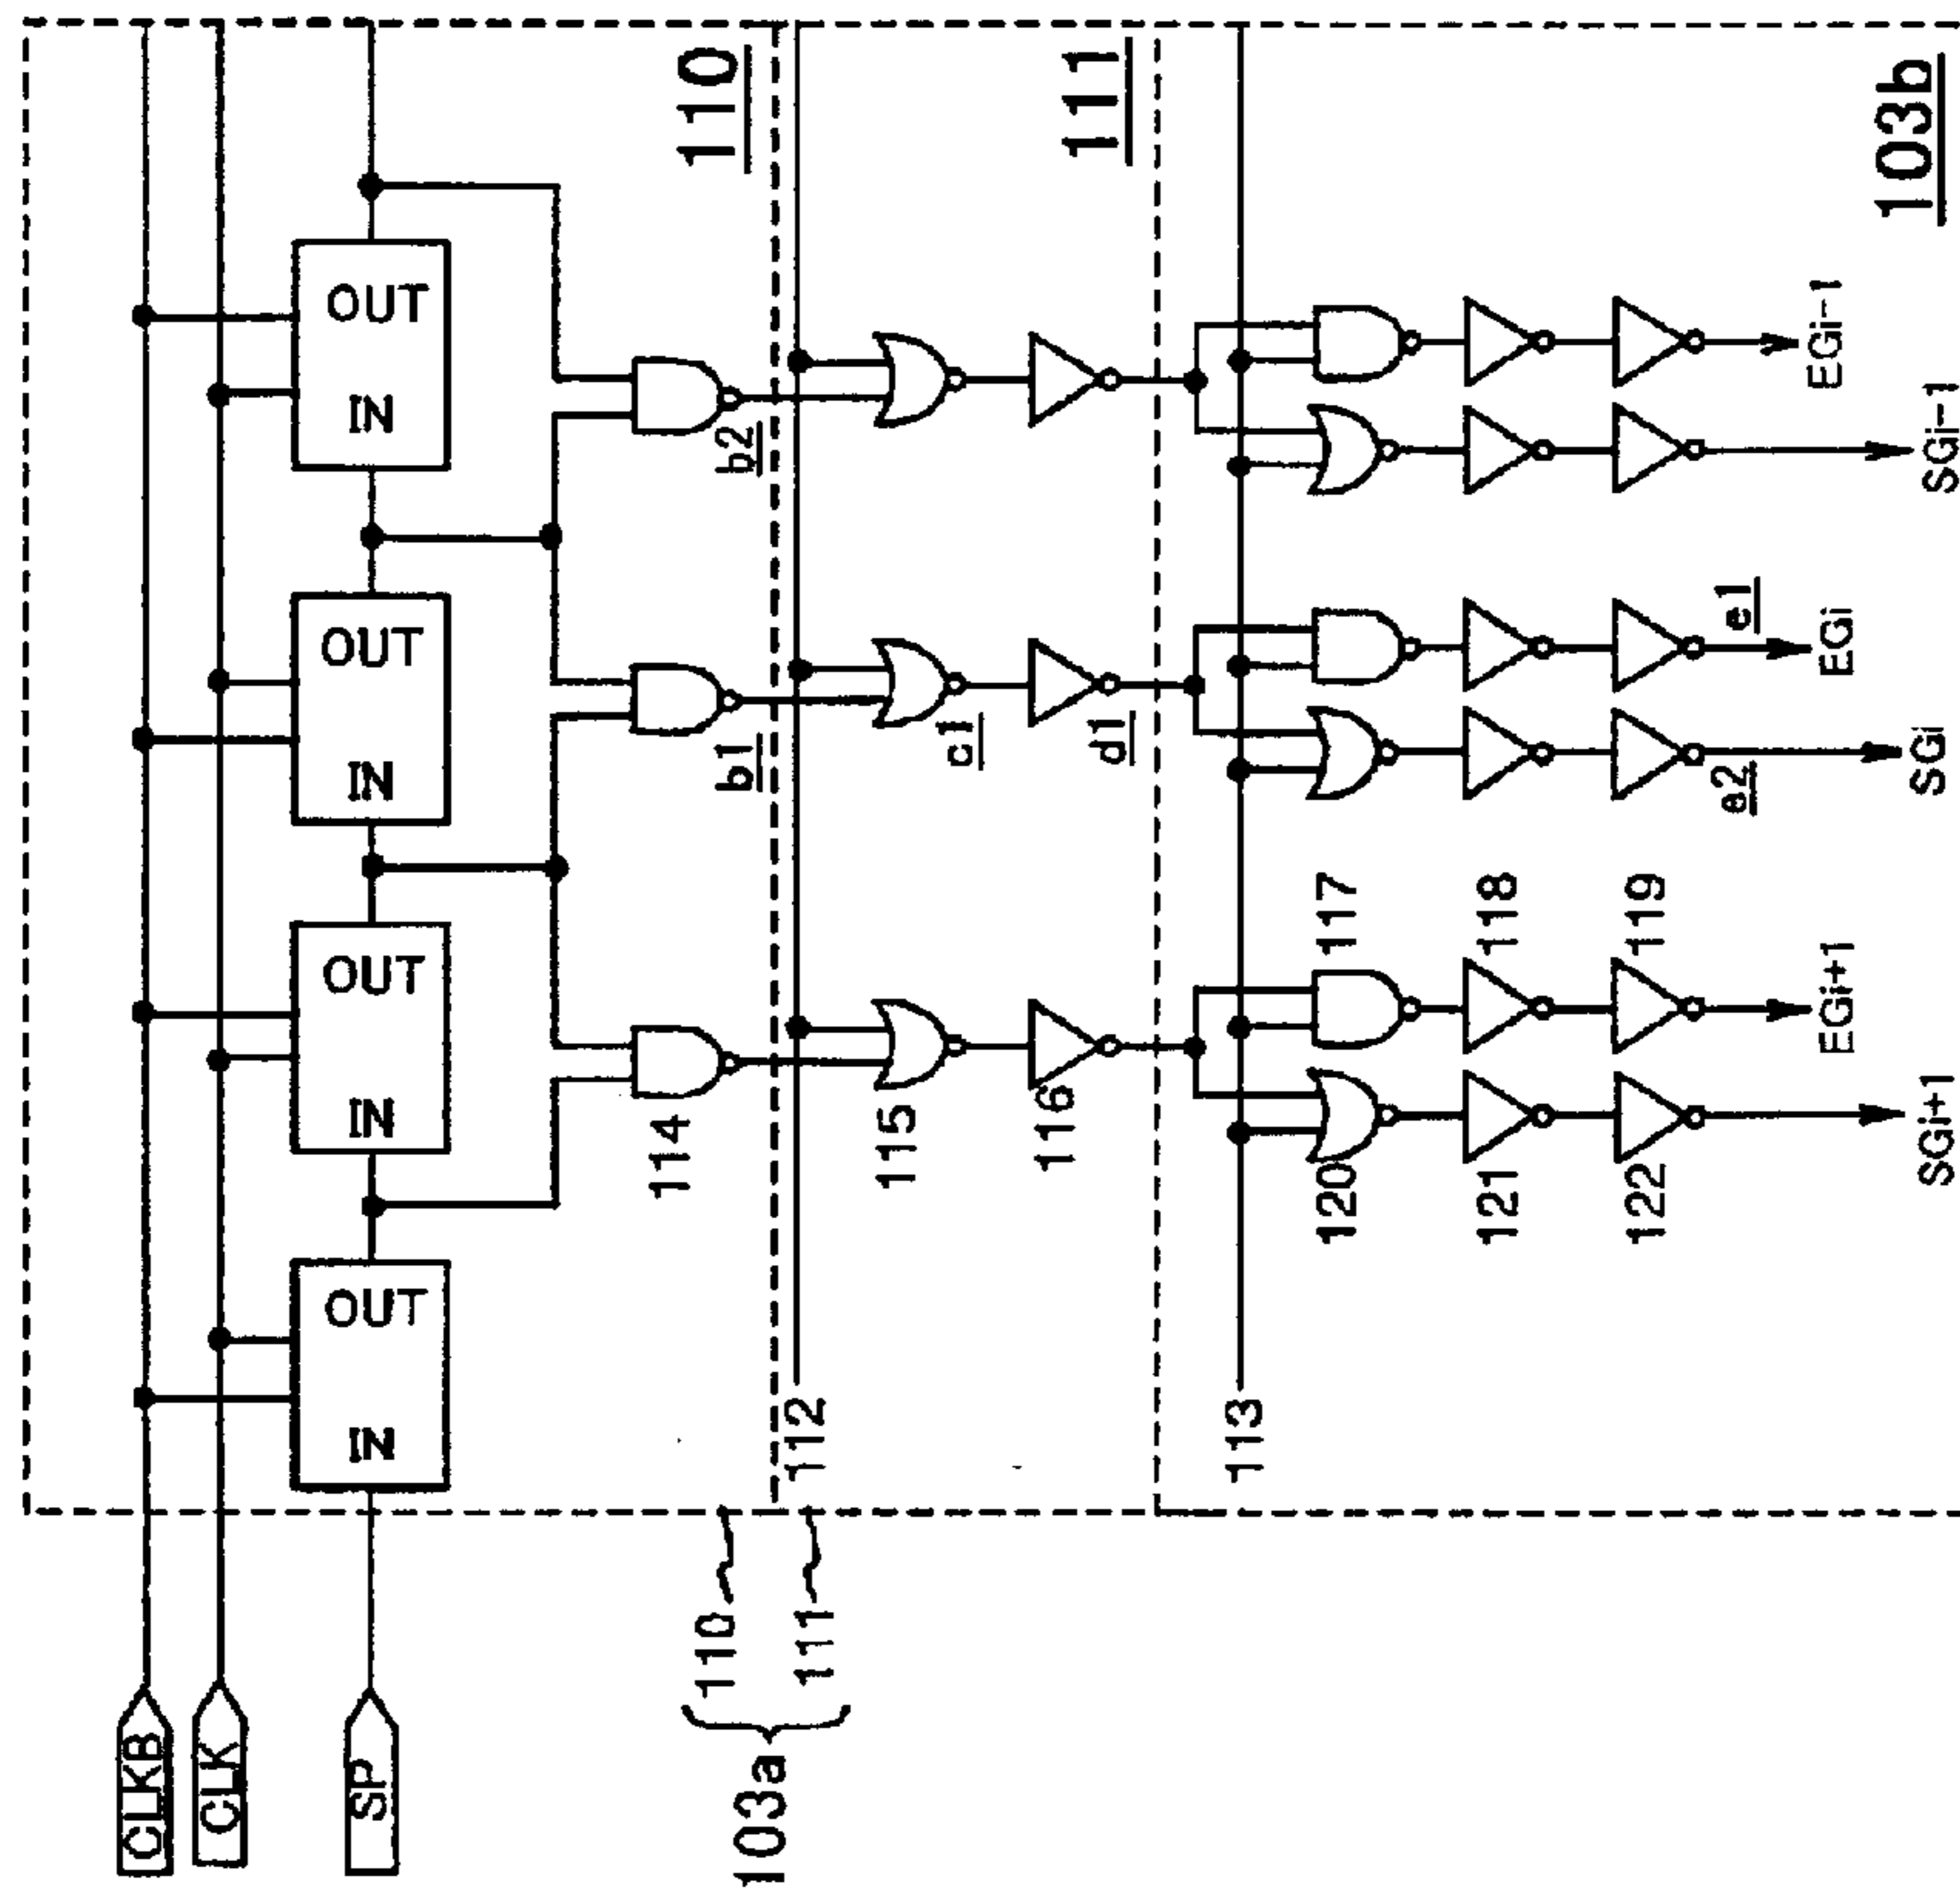 CLKB
CLK
SP
IN
OUT
IN
OUT
IN
OUT
IN
OUT
110
114
b1
b2
103a
110
111
112
111
115
c1
116
d1
113
103b
120
117
121
118
122
119
e2
e1
SGi+1
EGi+1
SGi
EGi
SGi-1
EGi-1